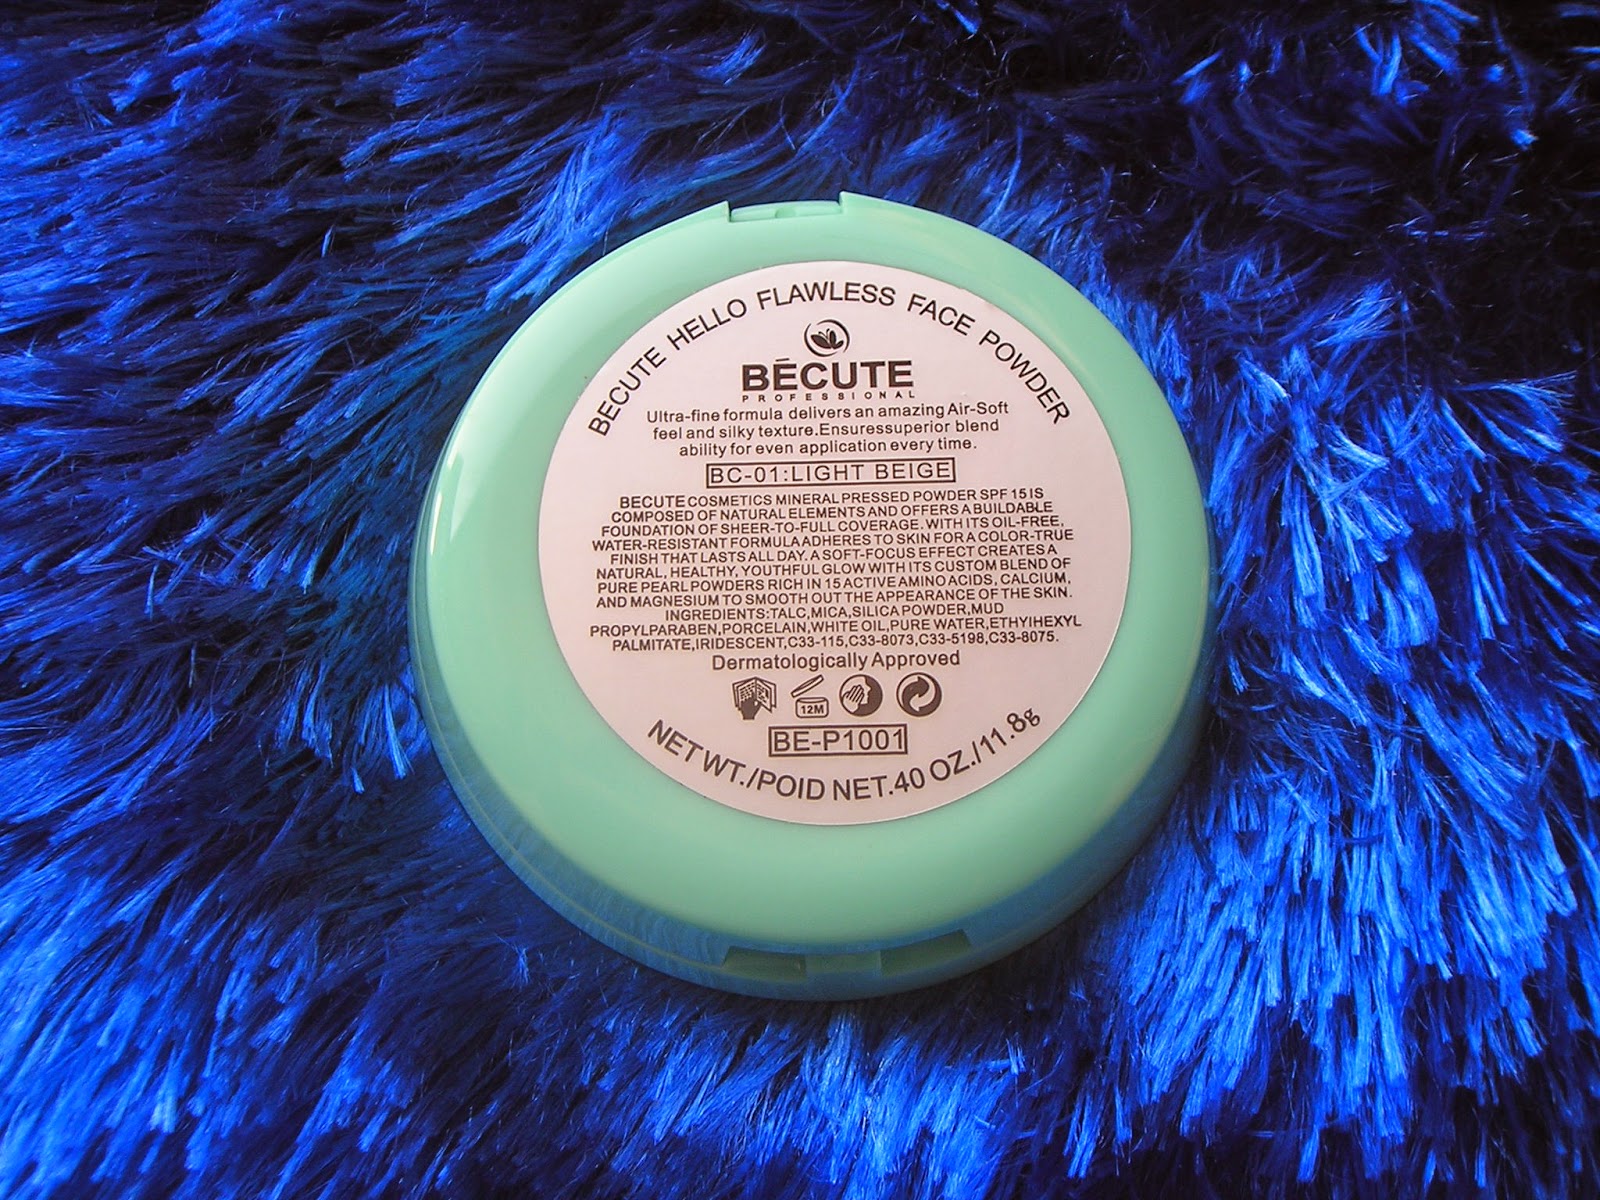 BECUTE HELLO FLAWLESS FACE POWDER
BÉCUTE
PROFESSIONAL
Ultra-fine formula delivers an amazing Air-Soft
feel and silky texture.Ensuressuperior blend
ability for even application every time.
BC-01:LIGHT BEIGE
BECUTE COSMETICS MINERAL PRESSED POWDER SPF 15 IS
COMPOSED OF NATURAL ELEMENTS AND OFFERS A BUILDABLE
FOUNDATION OF SHEER-TO-FULL COVERAGE. WITH ITS OIL-FREE,
WATER-RESISTANT FORMULA ADHERES TO SKIN FOR A COLOR-TRUE
FINISH THAT LASTS ALL DAY. A SOFT-FOCUS EFFECT CREATES A
NATURAL, HEALTHY, YOUTHFUL GLOW WITH ITS CUSTOM BLEND OF
PURE PEARL POWDERS RICH IN 15 ACTIVE AMINO ACIDS, CALCIUM,
AND MAGNESIUM TO SMOOTH OUT THE APPEARANCE OF THE SKIN.
INGREDIENTS:TALC,MICA,SILICA POWDER,MUD
PROPYLPARABEN,PORCELAIN,WHITE OIL,PURE WATER,ETHYIHEXYL
PALMITATE,IRIDESCENT,C33-115,C33-8073,C33-5198,C33-8075.
Dermatologically Approved
12M
BE-P1001
NET WT./POID NET.40 OZ./11.8g